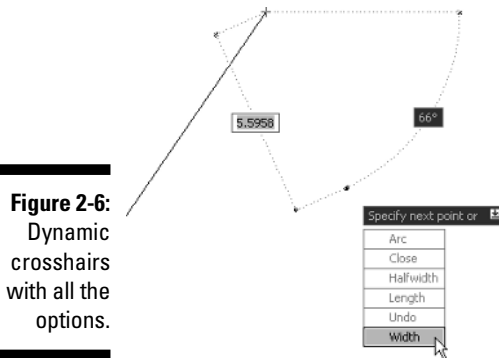 5.5958
66°
Figure 2-6:
Dynamic
crosshairs
with all the
options.
Specify next point or
Arc
Close
Halfwidth
Length
Undo
Width